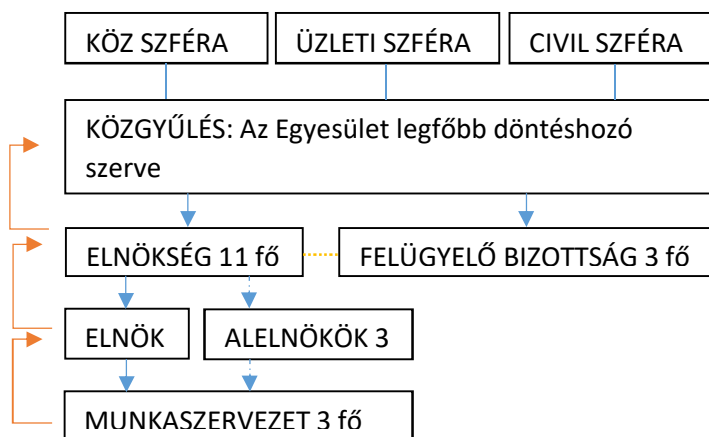 KÖZ SZFÉRA
ÜZLETI SZFÉRA
CIVIL SZFÉRA
KÖZGYŰLÉS: Az Egyesület legfőbb döntéshozó
szerve
ELNÖKSÉG 11 fő
FELÜGYELŐ BIZOTTSÁG 3 fő
ELNÖK
ALELNÖKÖK 3
MUNKASZERVEZET 3 fő